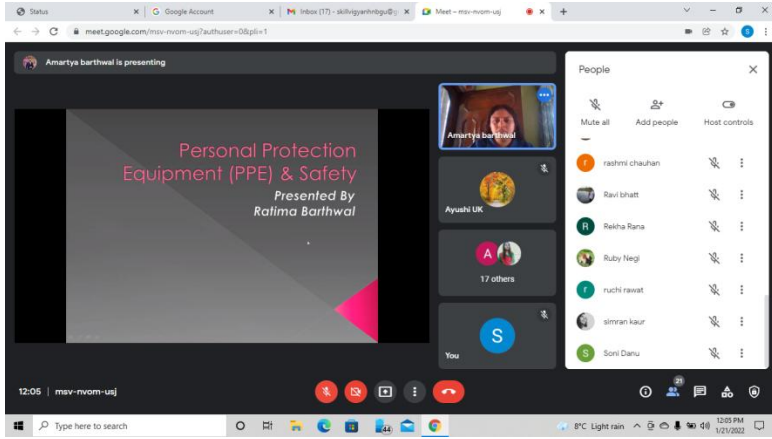 Status
Google Account
Inbox (17) - skillvigyanhnbgu@g
Meet – msv-nvom-usj
meet.google.com/msv-nvom-usj?authuser=0&pli=1
S
Amartya barthwal is presenting
Personal Protection
Equipment (PPE) & Safety
Presented By
Ratima Barthwal
Amartya barthwal
Ayushi UK
A
17 others
S
You
People
Mute all
Add people
Host controls
r
rashmi chauhan
Ravi bhatt
R
Rekha Rana
Ruby Negi
r
ruchi rawat
simran kaur
S
Soni Danu
12:05 | msv-nvom-usj
21
Type here to search
44
8°C Light rain
12:05 PM
1/21/2022